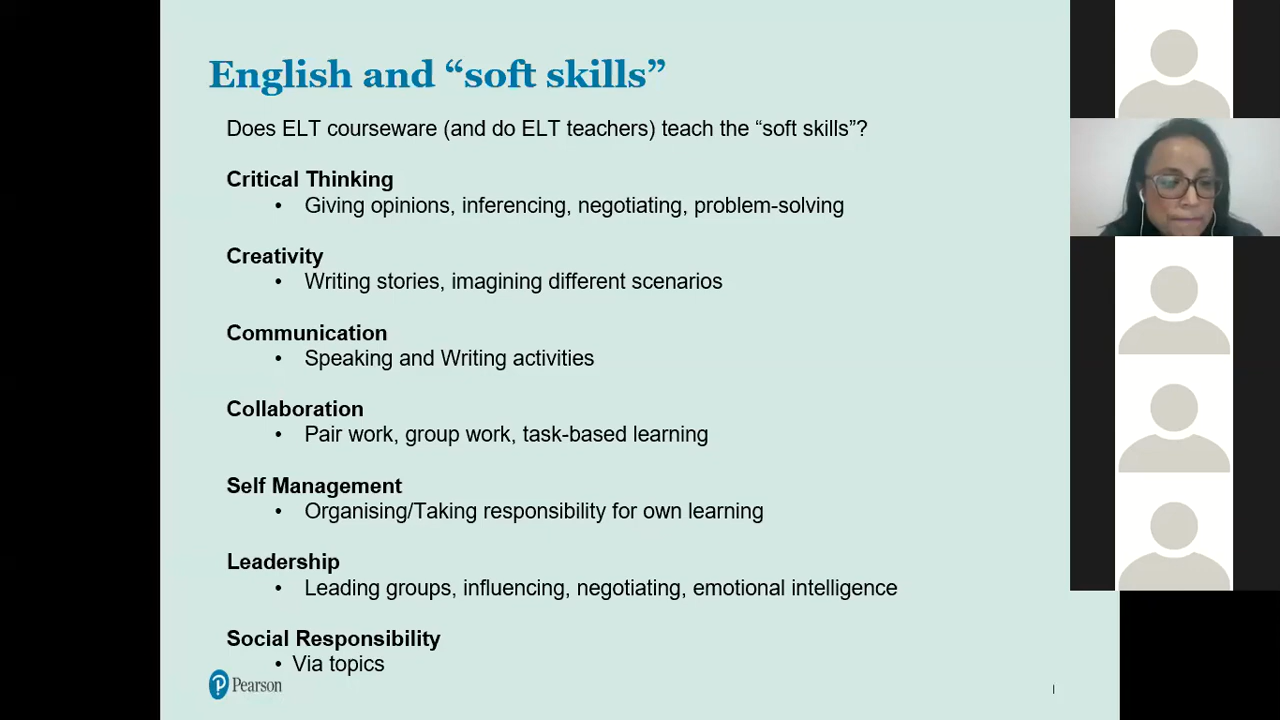 English and “soft skills”
Does ELT courseware (and do ELT teachers) teach the “soft skills”?
Critical Thinking
• Giving opinions, inferencing, negotiating, problem-solving
Creativity
• Writing stories, imagining different scenarios
Communication
• Speaking and Writing activities
Collaboration
• Pair work, group work, task-based learning
Self Management
• Organising/Taking responsibility for own learning
Leadership
• Leading groups, influencing, negotiating, emotional intelligence
Social Responsibility
• Via topics
Pearson